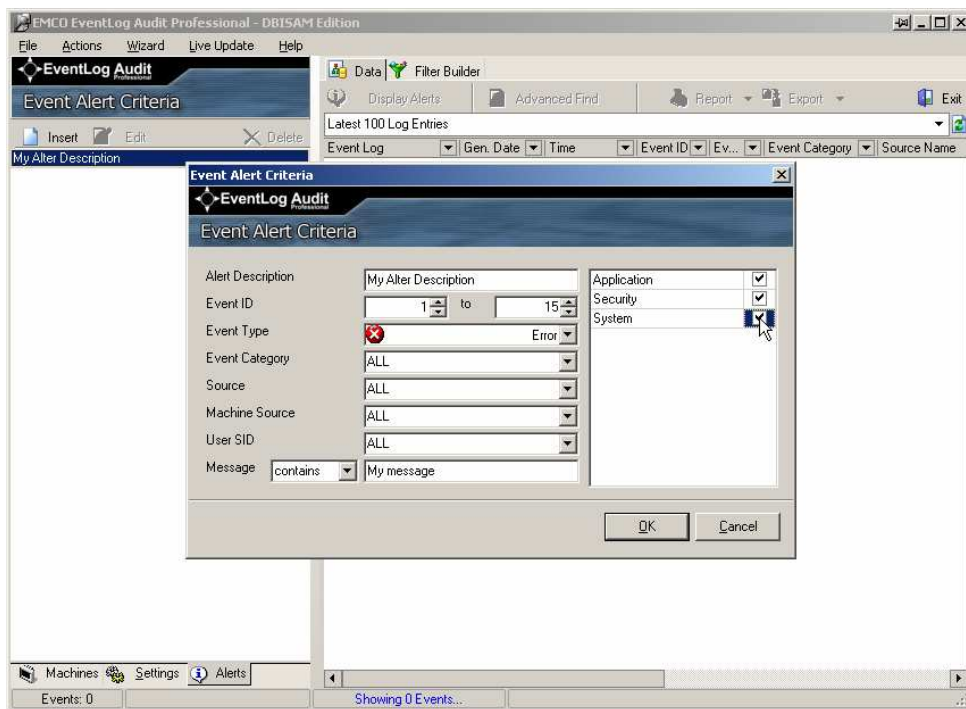 EMCO EventLog Audit Professional - DBISAM Edition
File Actions Wizard Live Update Help
EventLog Audit
Professional
Event Alert Criteria
Insert Edit Delete
My Alter Description
Data Filter Builder
Display Alerts Advanced Find Report Export Exit
Latest 100 Log Entries
Event Log Gen. Date Time Event ID Ev... Event Category Source Name
Event Alert Criteria
EventLog Audit
Professional
Event Alert Criteria
Alert Description My Alter Description
Event ID 1 to 15
Event Type Error
Event Category ALL
Source ALL
Machine Source ALL
User SID ALL
Message contains My message
Application
Security
System
OK Cancel
Machines Settings Alerts
Events: 0 Showing 0 Events...